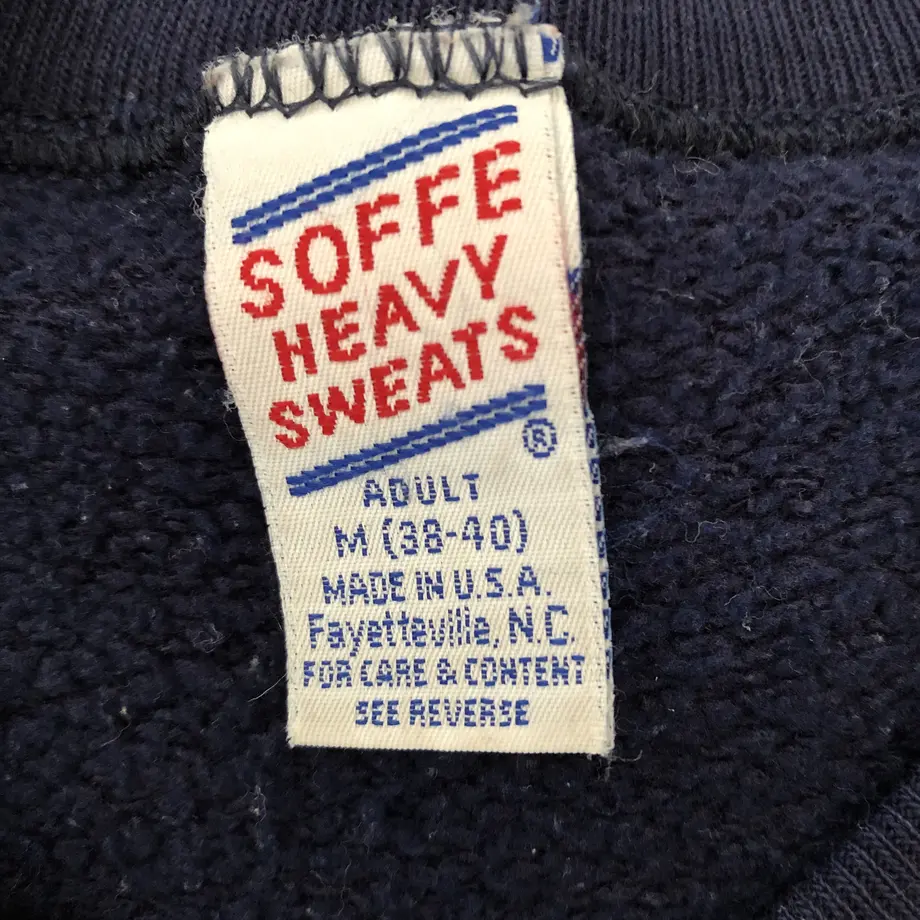 SOFFE
HEAVY
SWEATS
®
ADULT
M (38-40)
MADE IN U.S.A.
Fayetteville, N.C.
FOR CARE & CONTENT
SEE REVERSE